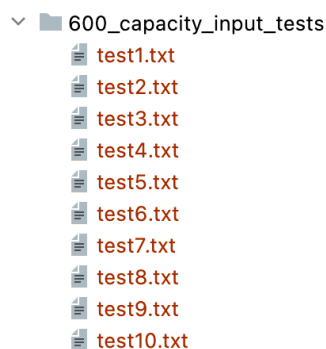 600_capacity_input_tests
test1.txt
test2.txt
test3.txt
test4.txt
test5.txt
test6.txt
test7.txt
test8.txt
test9.txt
test10.txt